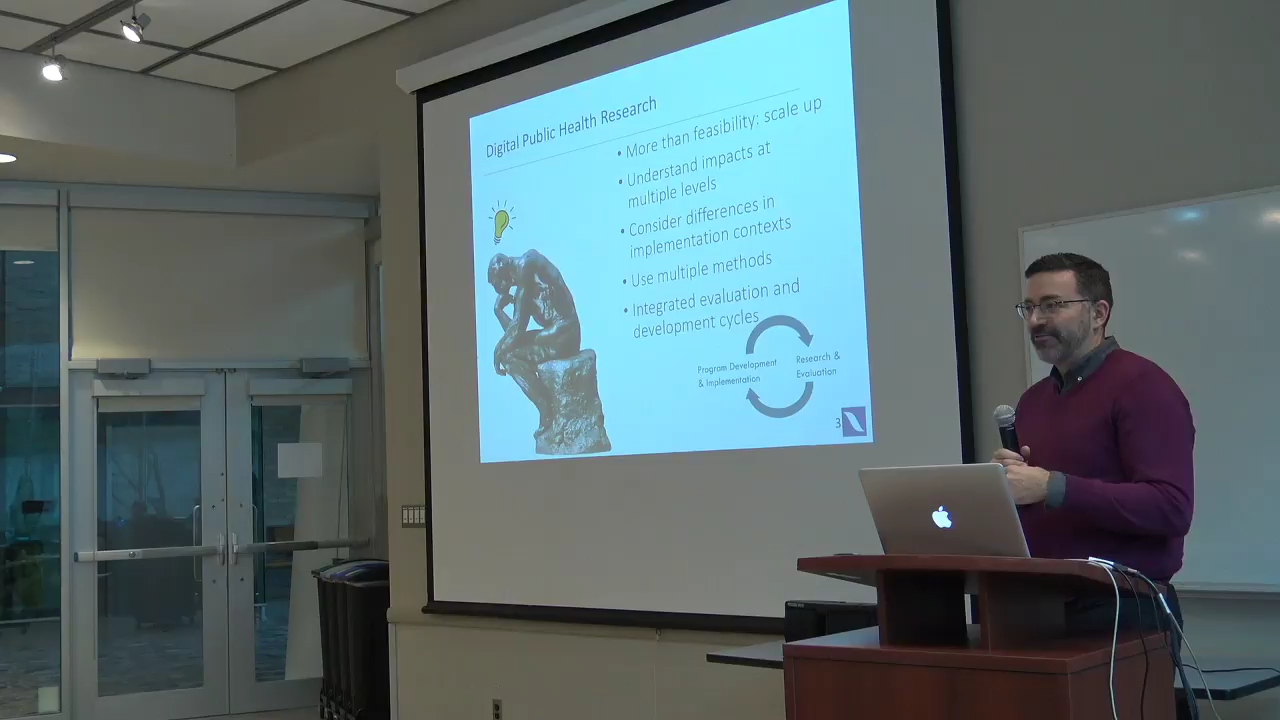 Digital Public Health Research
• More than feasibility: scale up
• Understand impacts at
multiple levels
• Consider differences in
implementation contexts
• Use multiple methods
• Integrated evaluation and
development cycles
Program Development
& Implementation
Research &
Evaluation
3